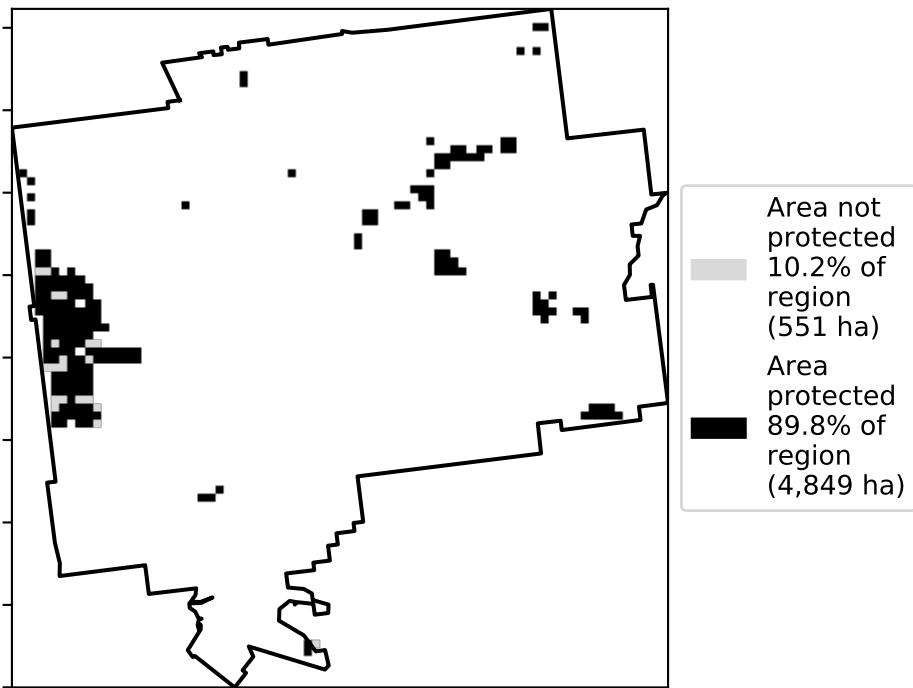 Area not
protected
10.2% of
region
(551 ha)
Area
protected
89.8% of
region
(4,849 ha)